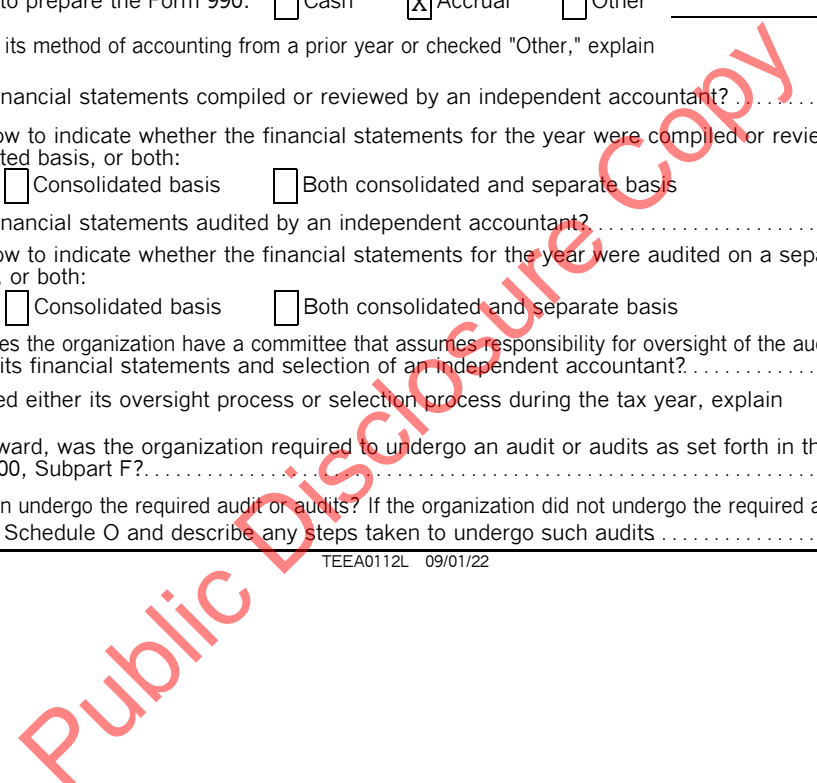 to prepare the Form 990: Cash X Accrual Other
its method of accounting from a prior year or checked "Other," explain
nancial statements compiled or reviewed by an independent accountant? . . . . . . .
ow to indicate whether the financial statements for the year were compiled or revie
ted basis, or both:
Consolidated basis Both consolidated and separate basis
nancial statements audited by an independent accountant? . . . . . . . . . . . . . . . . . . . . .
ow to indicate whether the financial statements for the year were audited on a sepa
, or both:
Consolidated basis Both consolidated and separate basis
es the organization have a committee that assumes responsibility for oversight of the au
its financial statements and selection of an independent accountant? . . . . . . . . . . . .
ed either its oversight process or selection process during the tax year, explain
ward, was the organization required to undergo an audit or audits as set forth in th
00, Subpart F? . . . . . . . . . . . . . . . . . . . . . . . . . . . . . . . . . . . . . . . . . . . . . . . . . . . . . . . . . . . . . .
n undergo the required audit or audits? If the organization did not undergo the required a
Schedule O and describe any steps taken to undergo such audits . . . . . . . . . . . . . . .
TEEA0112L 09/01/22
Public Disclosure Copy